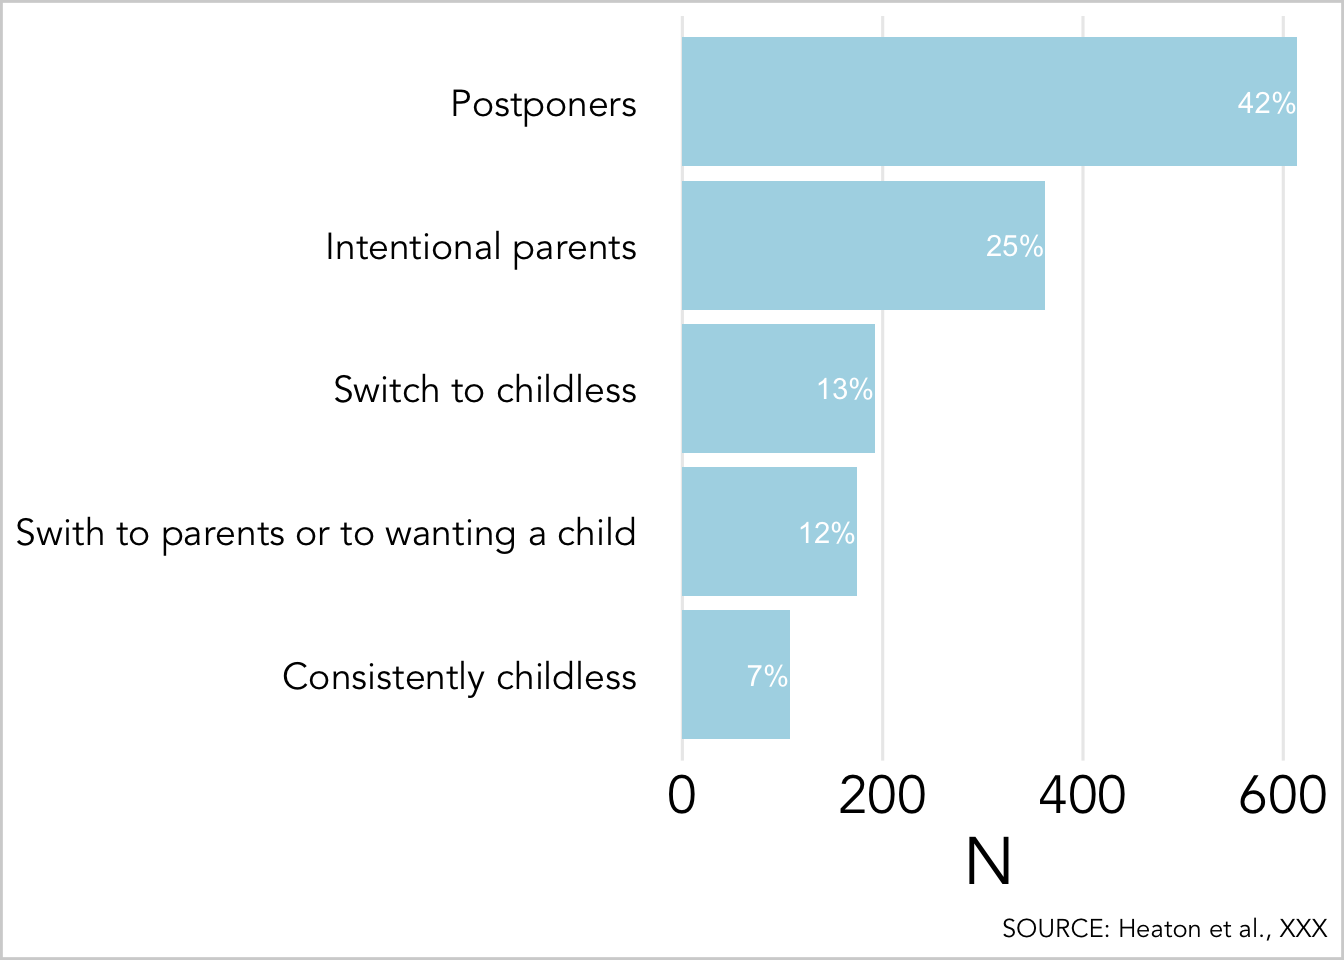 Postponers
42%
Intentional parents
25%
Switch to childless
13%
Swith to parents or to wanting a child
12%
Consistently childless
7%
0 200 400 600
N
SOURCE: Heaton et al., XXX